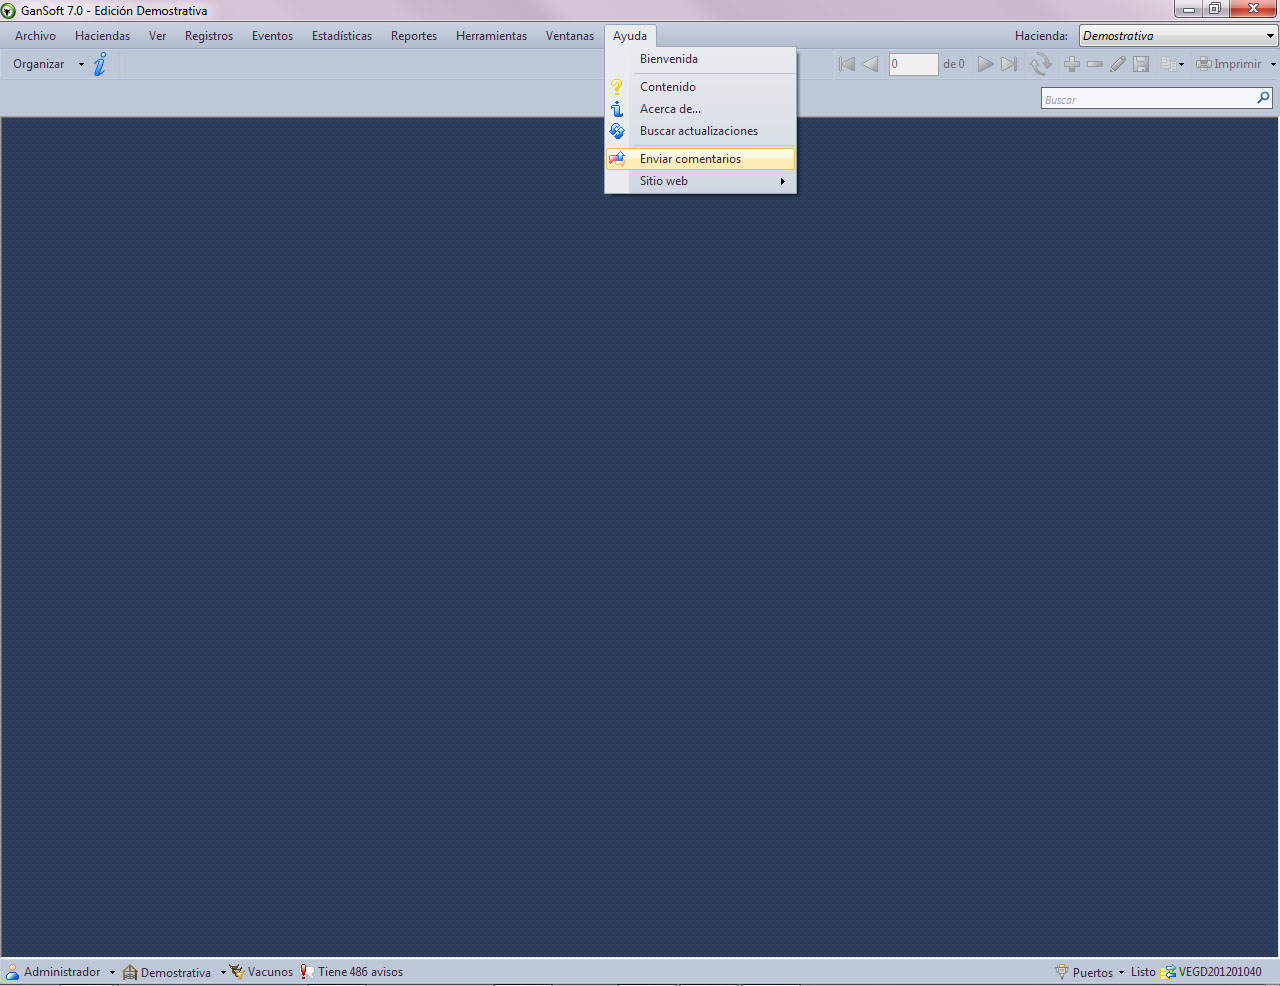 GanSoft 7.0 - Edición Demostrativa
Archivo Haciendas Ver Registros Eventos Estadísticas Reportes Herramientas Ventanas Ayuda Hacienda: Demostrativa
Organizar 0 de 0 Imprimir
Buscar
Bienvenida
Contenido
Acerca de...
Buscar actualizaciones
Enviar comentarios
Sitio web
Administrador Demostrativa Vacunos Tiene 486 avisos Puertos Listo VEGD201201040